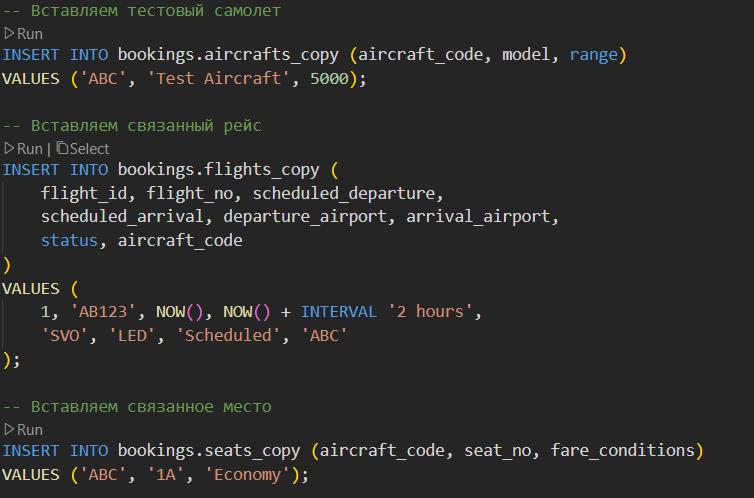 -- Вставляем тестовый самолет
Run
INSERT INTO bookings.aircrafts_copy (aircraft_code, model, range)
VALUES ('ABC', 'Test Aircraft', 5000);
-- Вставляем связанный рейс
Run | Select
INSERT INTO bookings.flights_copy (
    flight_id, flight_no, scheduled_departure,
    scheduled_arrival, departure_airport, arrival_airport,
    status, aircraft_code
)
VALUES (
    1, 'AB123', NOW(), NOW() + INTERVAL '2 hours',
    'SVO', 'LED', 'Scheduled', 'ABC'
);
-- Вставляем связанное место
Run
INSERT INTO bookings.seats_copy (aircraft_code, seat_no, fare_conditions)
VALUES ('ABC', '1A', 'Economy');